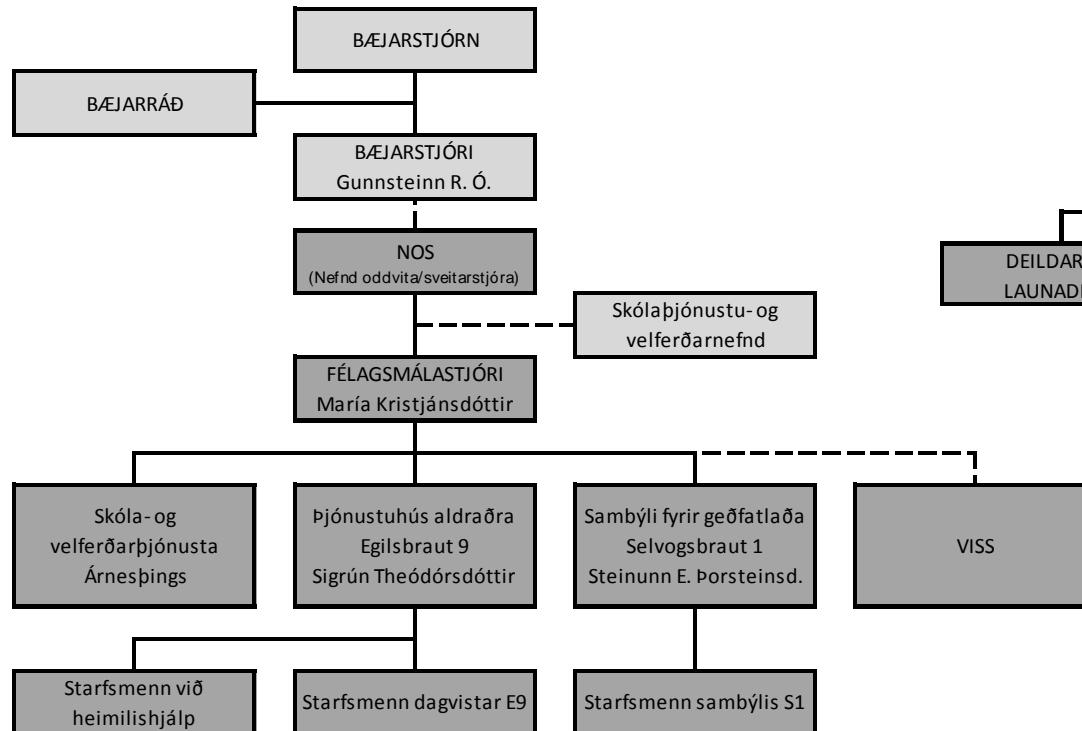 BÆJARSTJÓRN
BÆJARRÁÐ
BÆJARSTJÓRI
Gunnsteinn R. Ó.
NOS
(Nefnd oddvita/sveitarstjóra)
DEILDAR
LAUNADE
Skólaþjónustu- og
velferðarnefnd
FÉLAGSMÁLASTJÓRI
María Kristjánsdóttir
Skóla- og
velferðarþjónusta
Árnesþings
Þjónustuhús aldraðra
Egilsbraut 9
Sigrún Theódórsdóttir
Sambýli fyrir geðfatlaða
Selvogsbraut 1
Steinunn E. Þorsteinsd.
VISS
Starfsmenn við
heimilishjálp
Starfsmenn dagvistar E9
Starfsmenn sambýlis S1